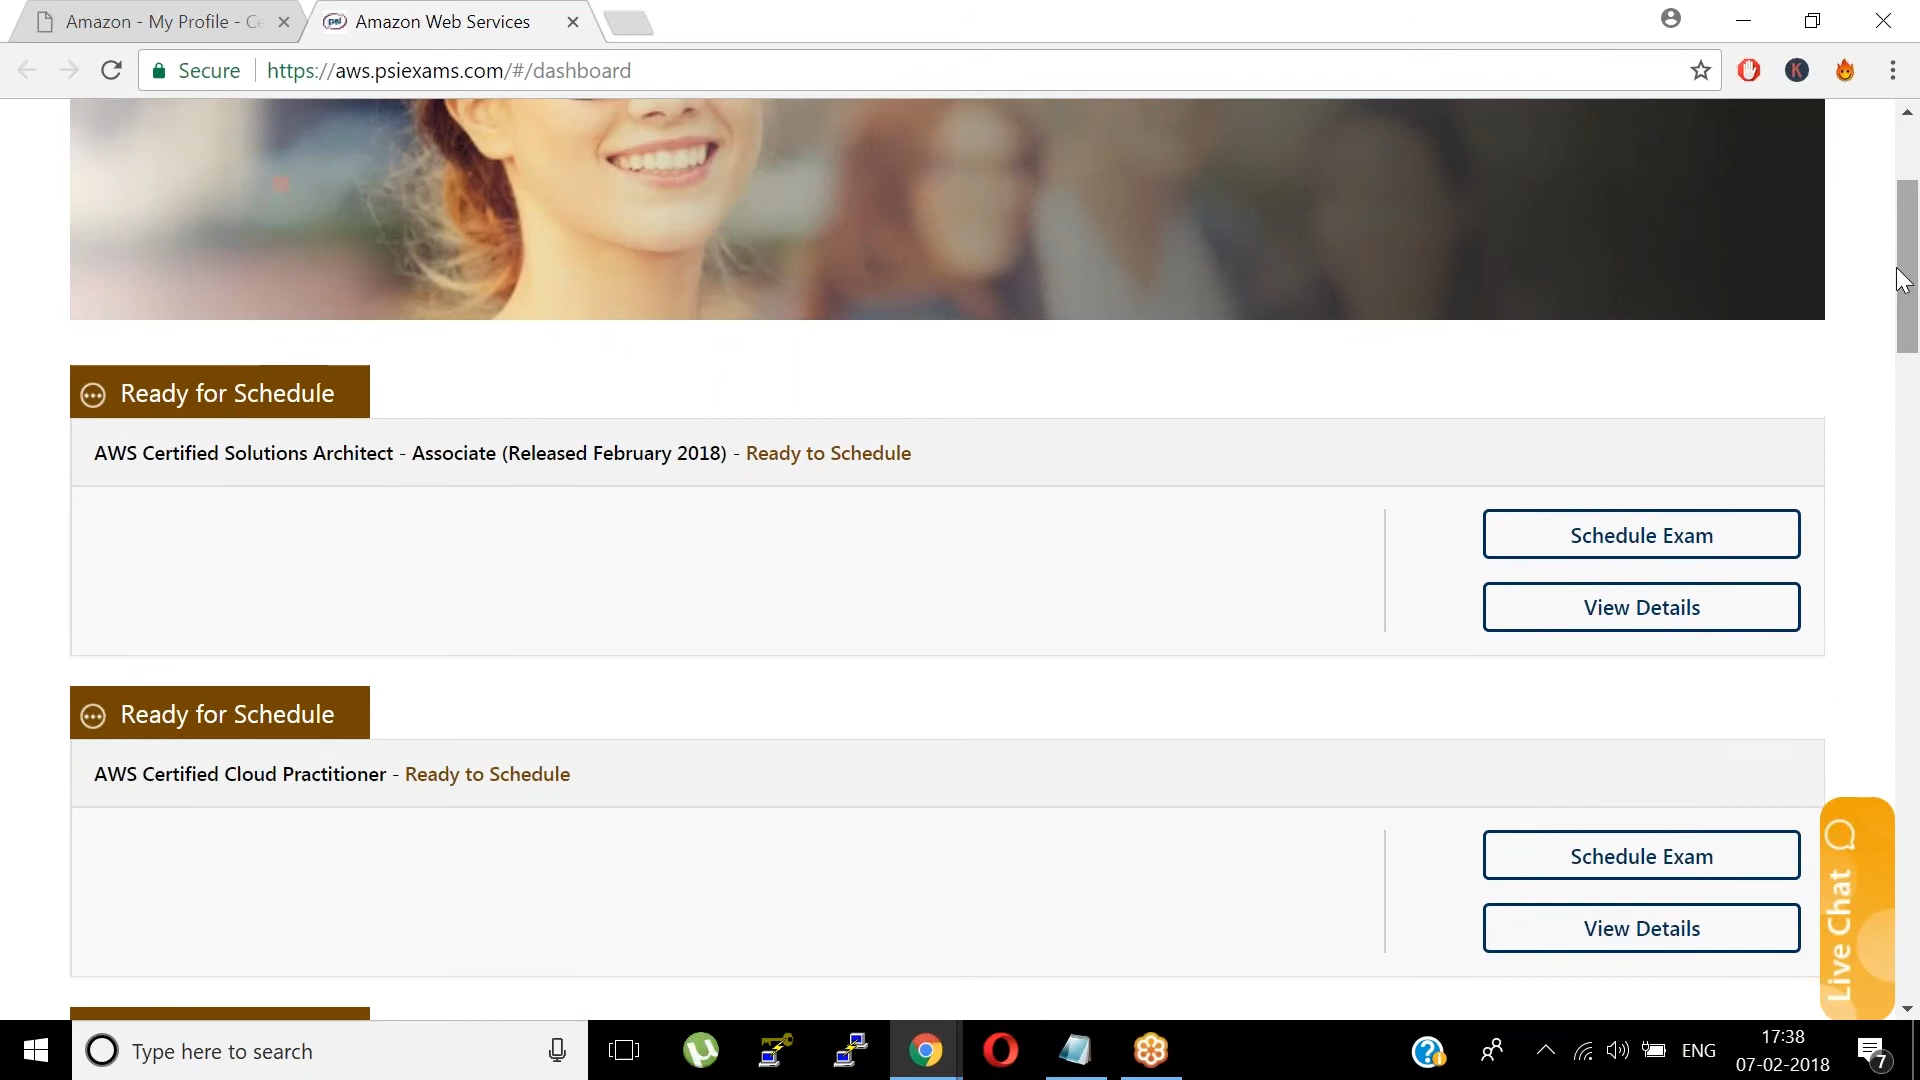 Amazon - My Profile - Ce
psi Amazon Web Services
Secure https://aws.psiexams.com/#/dashboard
K
Ready for Schedule
AWS Certified Solutions Architect - Associate (Released February 2018) - Ready to Schedule
Schedule Exam
View Details
Ready for Schedule
AWS Certified Cloud Practitioner - Ready to Schedule
Schedule Exam
View Details
Live Chat
Type here to search
ENG
17:38
07-02-2018
7